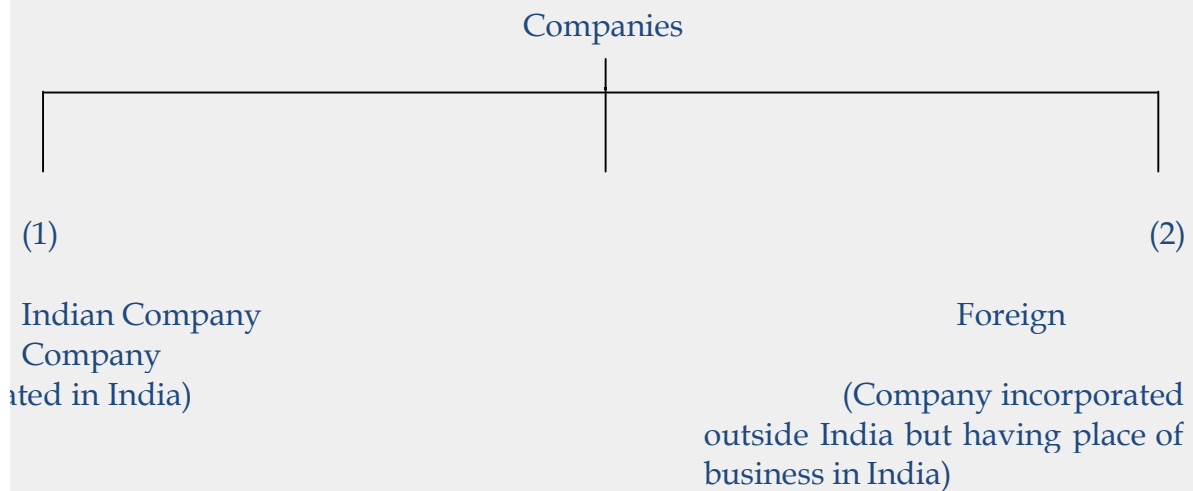 Companies
(1) (2)
Indian Company Foreign
Company
in India) (Company incorporated
outside India but having place of
business in India)